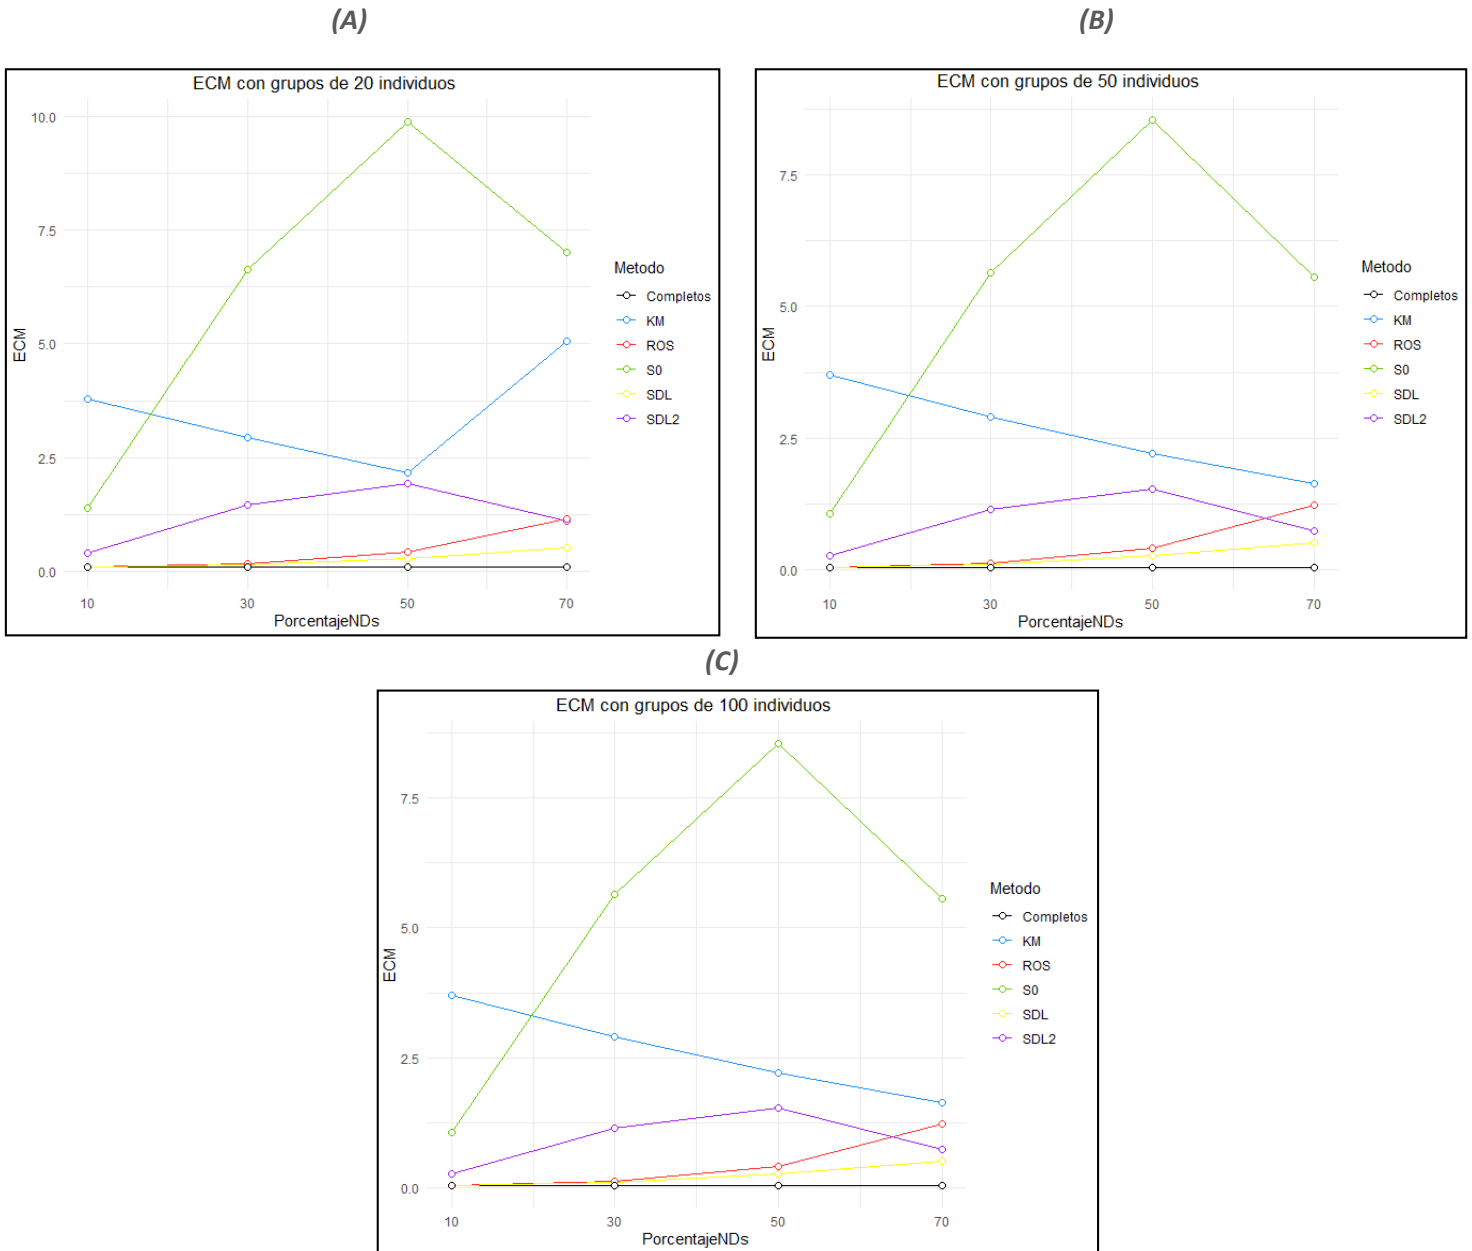 (A)
ECM con grupos de 20 individuos
10.0
7.5
5.0
2.5
0.0
ECM
10 30 50 70
PorcentajeNDs
Metodo
Completos
KM
ROS
S0
SDL
SDL2
(B)
ECM con grupos de 50 individuos
7.5
5.0
2.5
0.0
ECM
10 30 50 70
PorcentajeNDs
Metodo
Completos
KM
ROS
S0
SDL
SDL2
(C)
ECM con grupos de 100 individuos
7.5
5.0
2.5
0.0
ECM
10 30 50 70
PorcentajeNDs
Metodo
Completos
KM
ROS
S0
SDL
SDL2